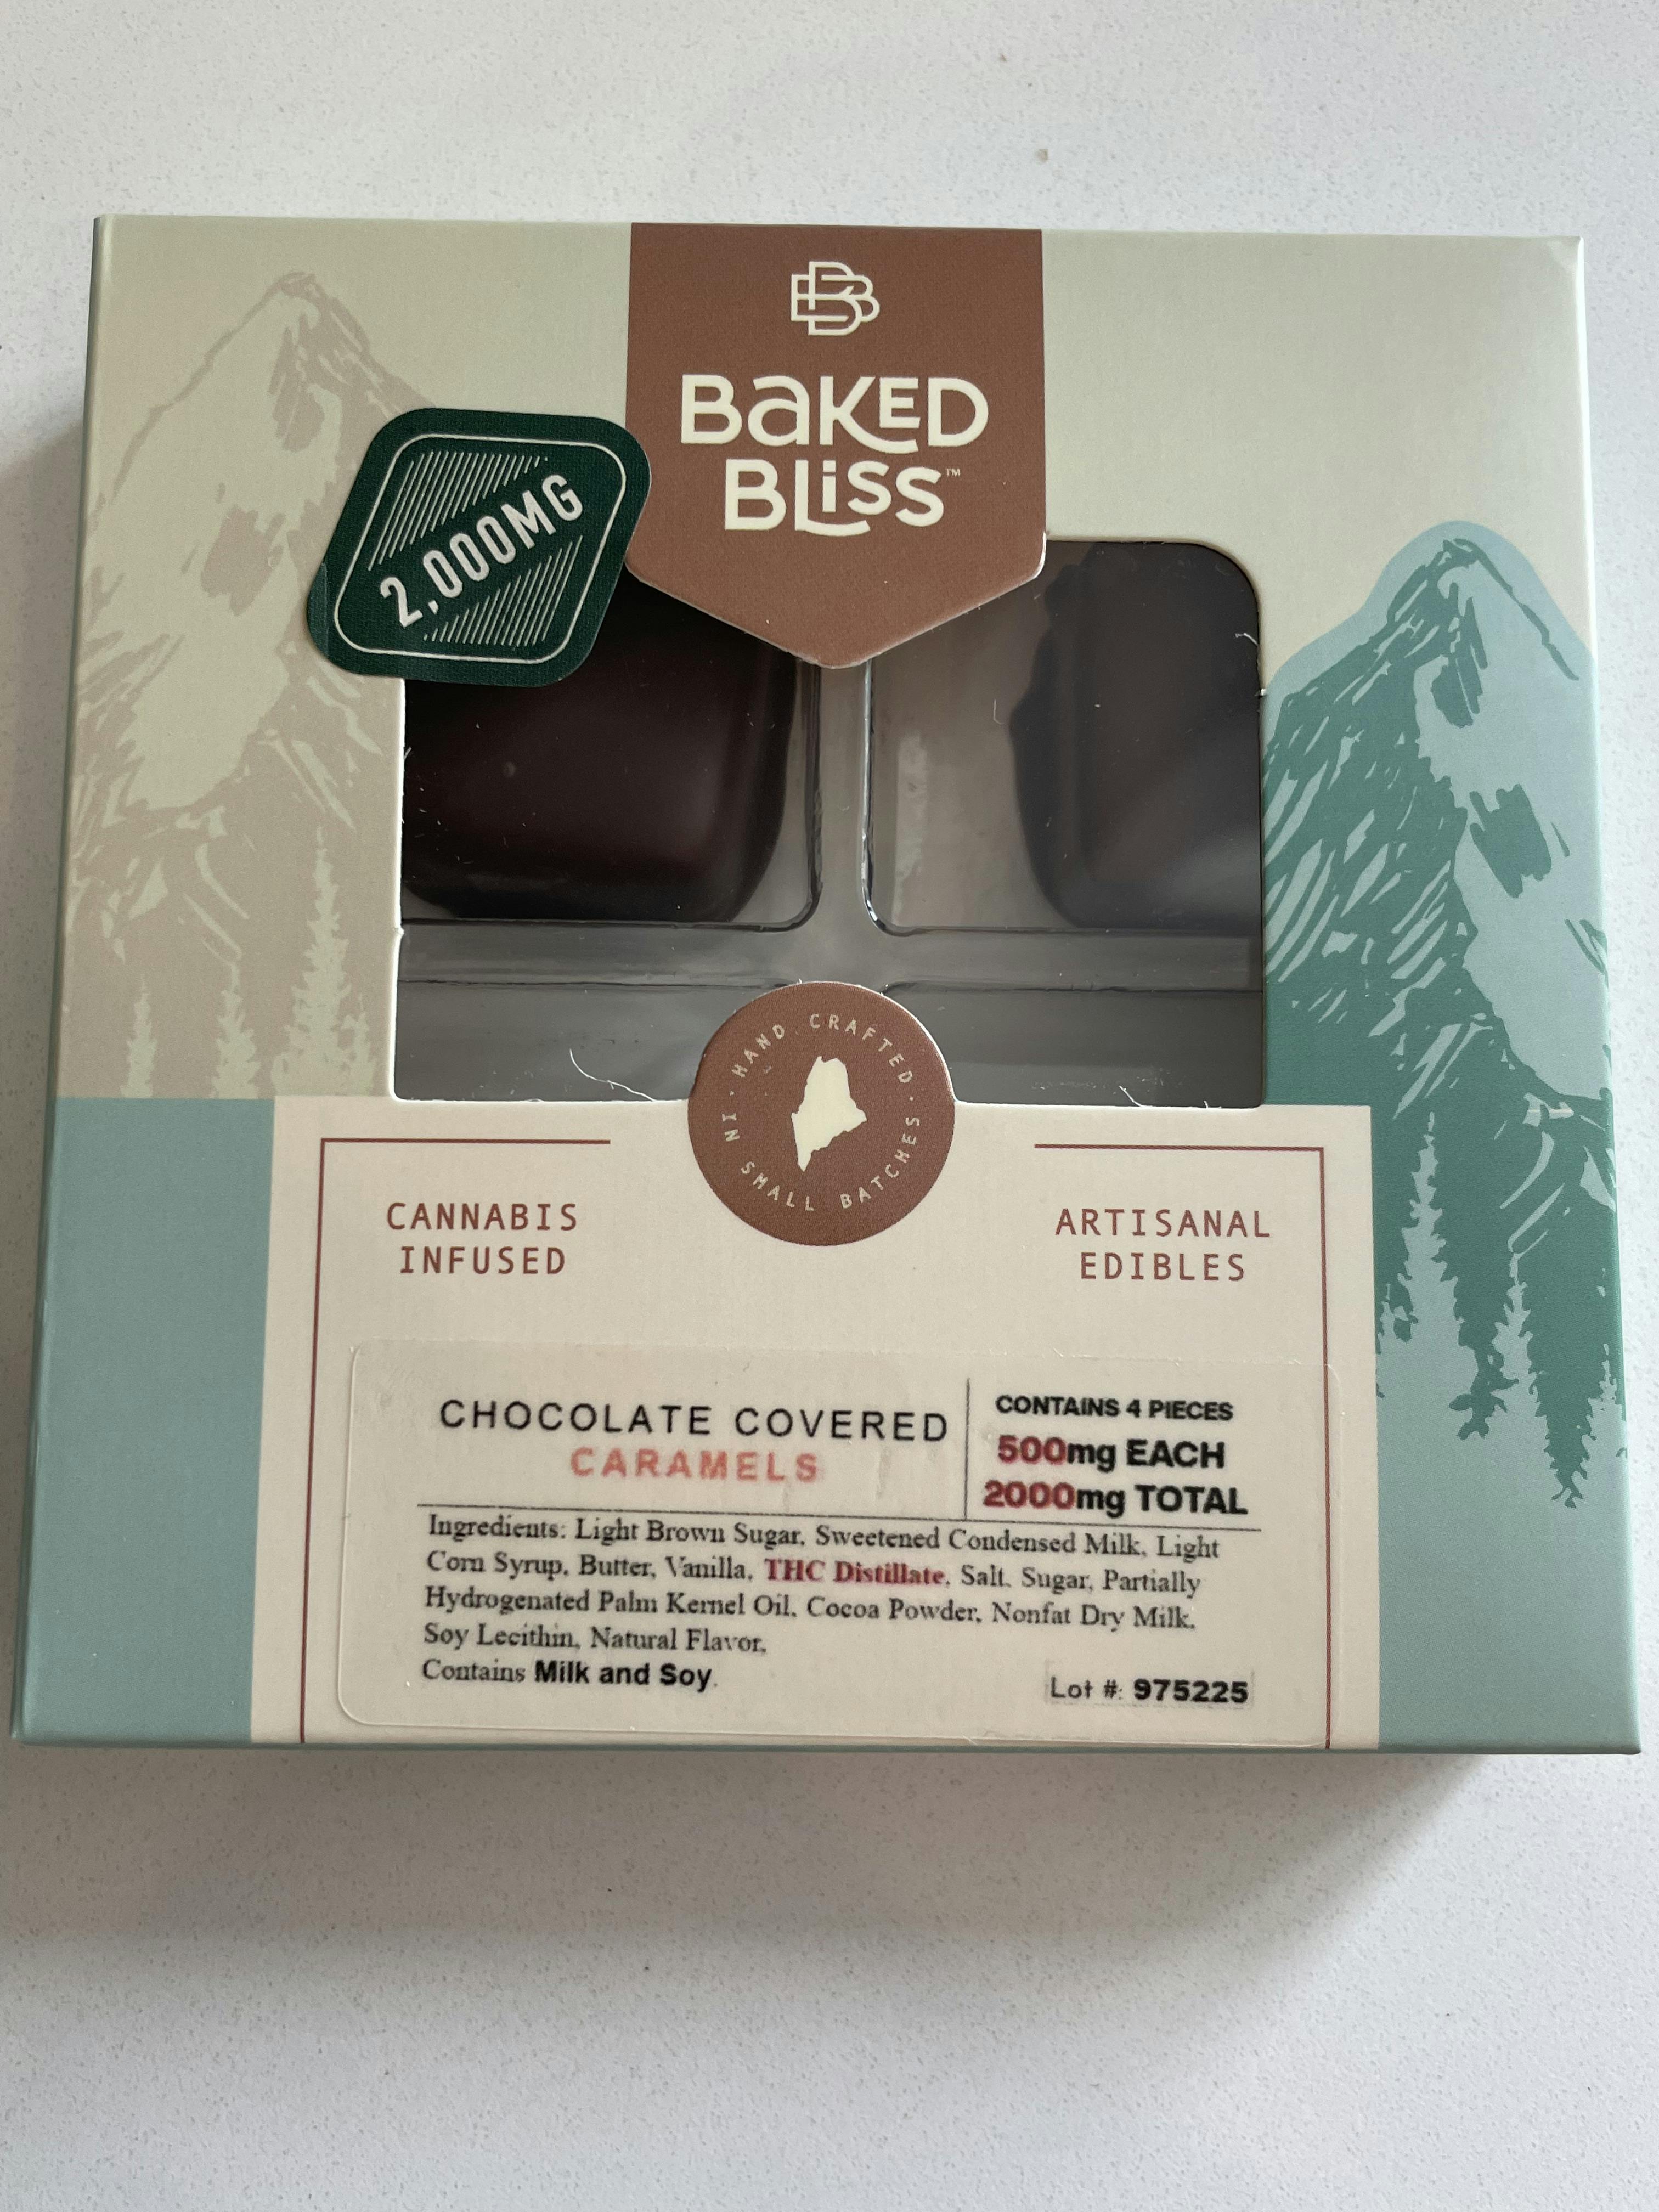 BB
BaKED
BLiSS™
2,000MG
· HAND CRAFTED ·
IN SMALL BATCHES
CANNABIS
INFUSED
ARTISANAL
EDIBLES
CHOCOLATE COVERED
CARAMELS
CONTAINS 4 PIECES
500mg EACH
2000mg TOTAL
Ingredients: Light Brown Sugar, Sweetened Condensed Milk, Light
Corn Syrup, Butter, Vanilla, THC Distillate, Salt, Sugar, Partially
Hydrogenated Palm Kernel Oil, Cocoa Powder, Nonfat Dry Milk,
Soy Lecithin, Natural Flavor,
Contains Milk and Soy.
Lot #: 975225